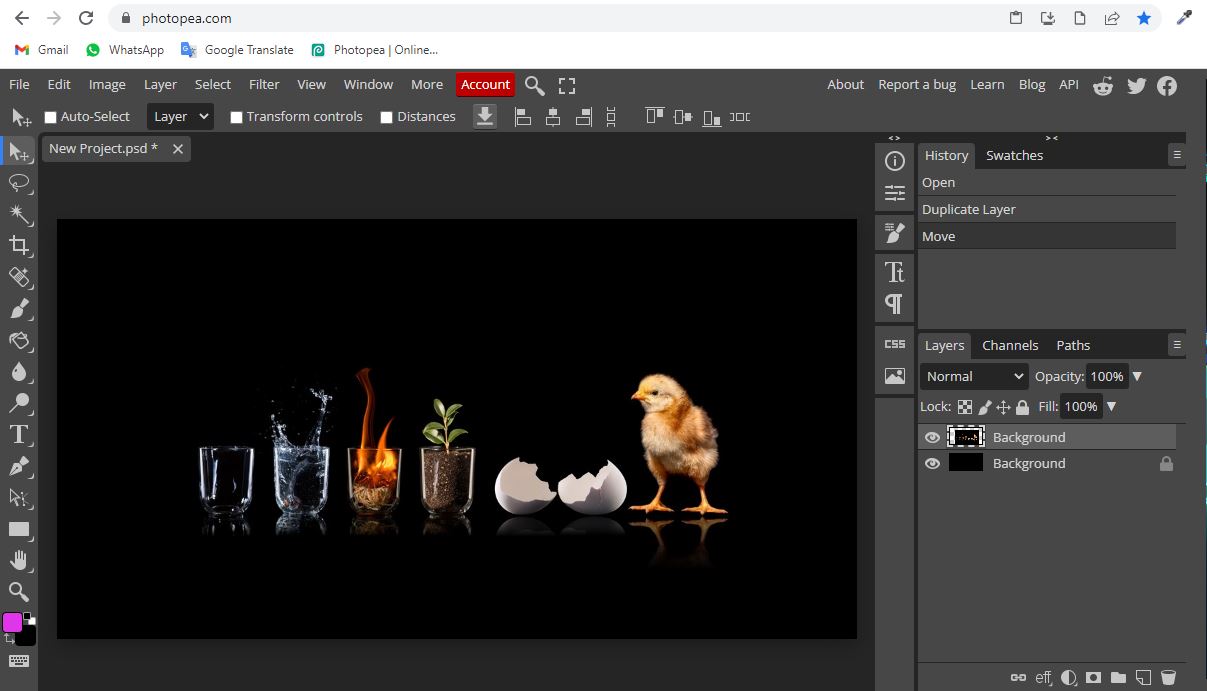 photopea.com
Gmail WhatsApp Google Translate Photopea | Online...
File Edit Image Layer Select Filter View Window More Account About Report a bug Learn Blog API
Auto-Select Layer Transform controls Distances
New Project.psd *
History Swatches
Open
Duplicate Layer
Move
Tt
CSS
Layers Channels Paths
Normal Opacity: 100%
Lock: Fill: 100%
Background
Background
T
eff